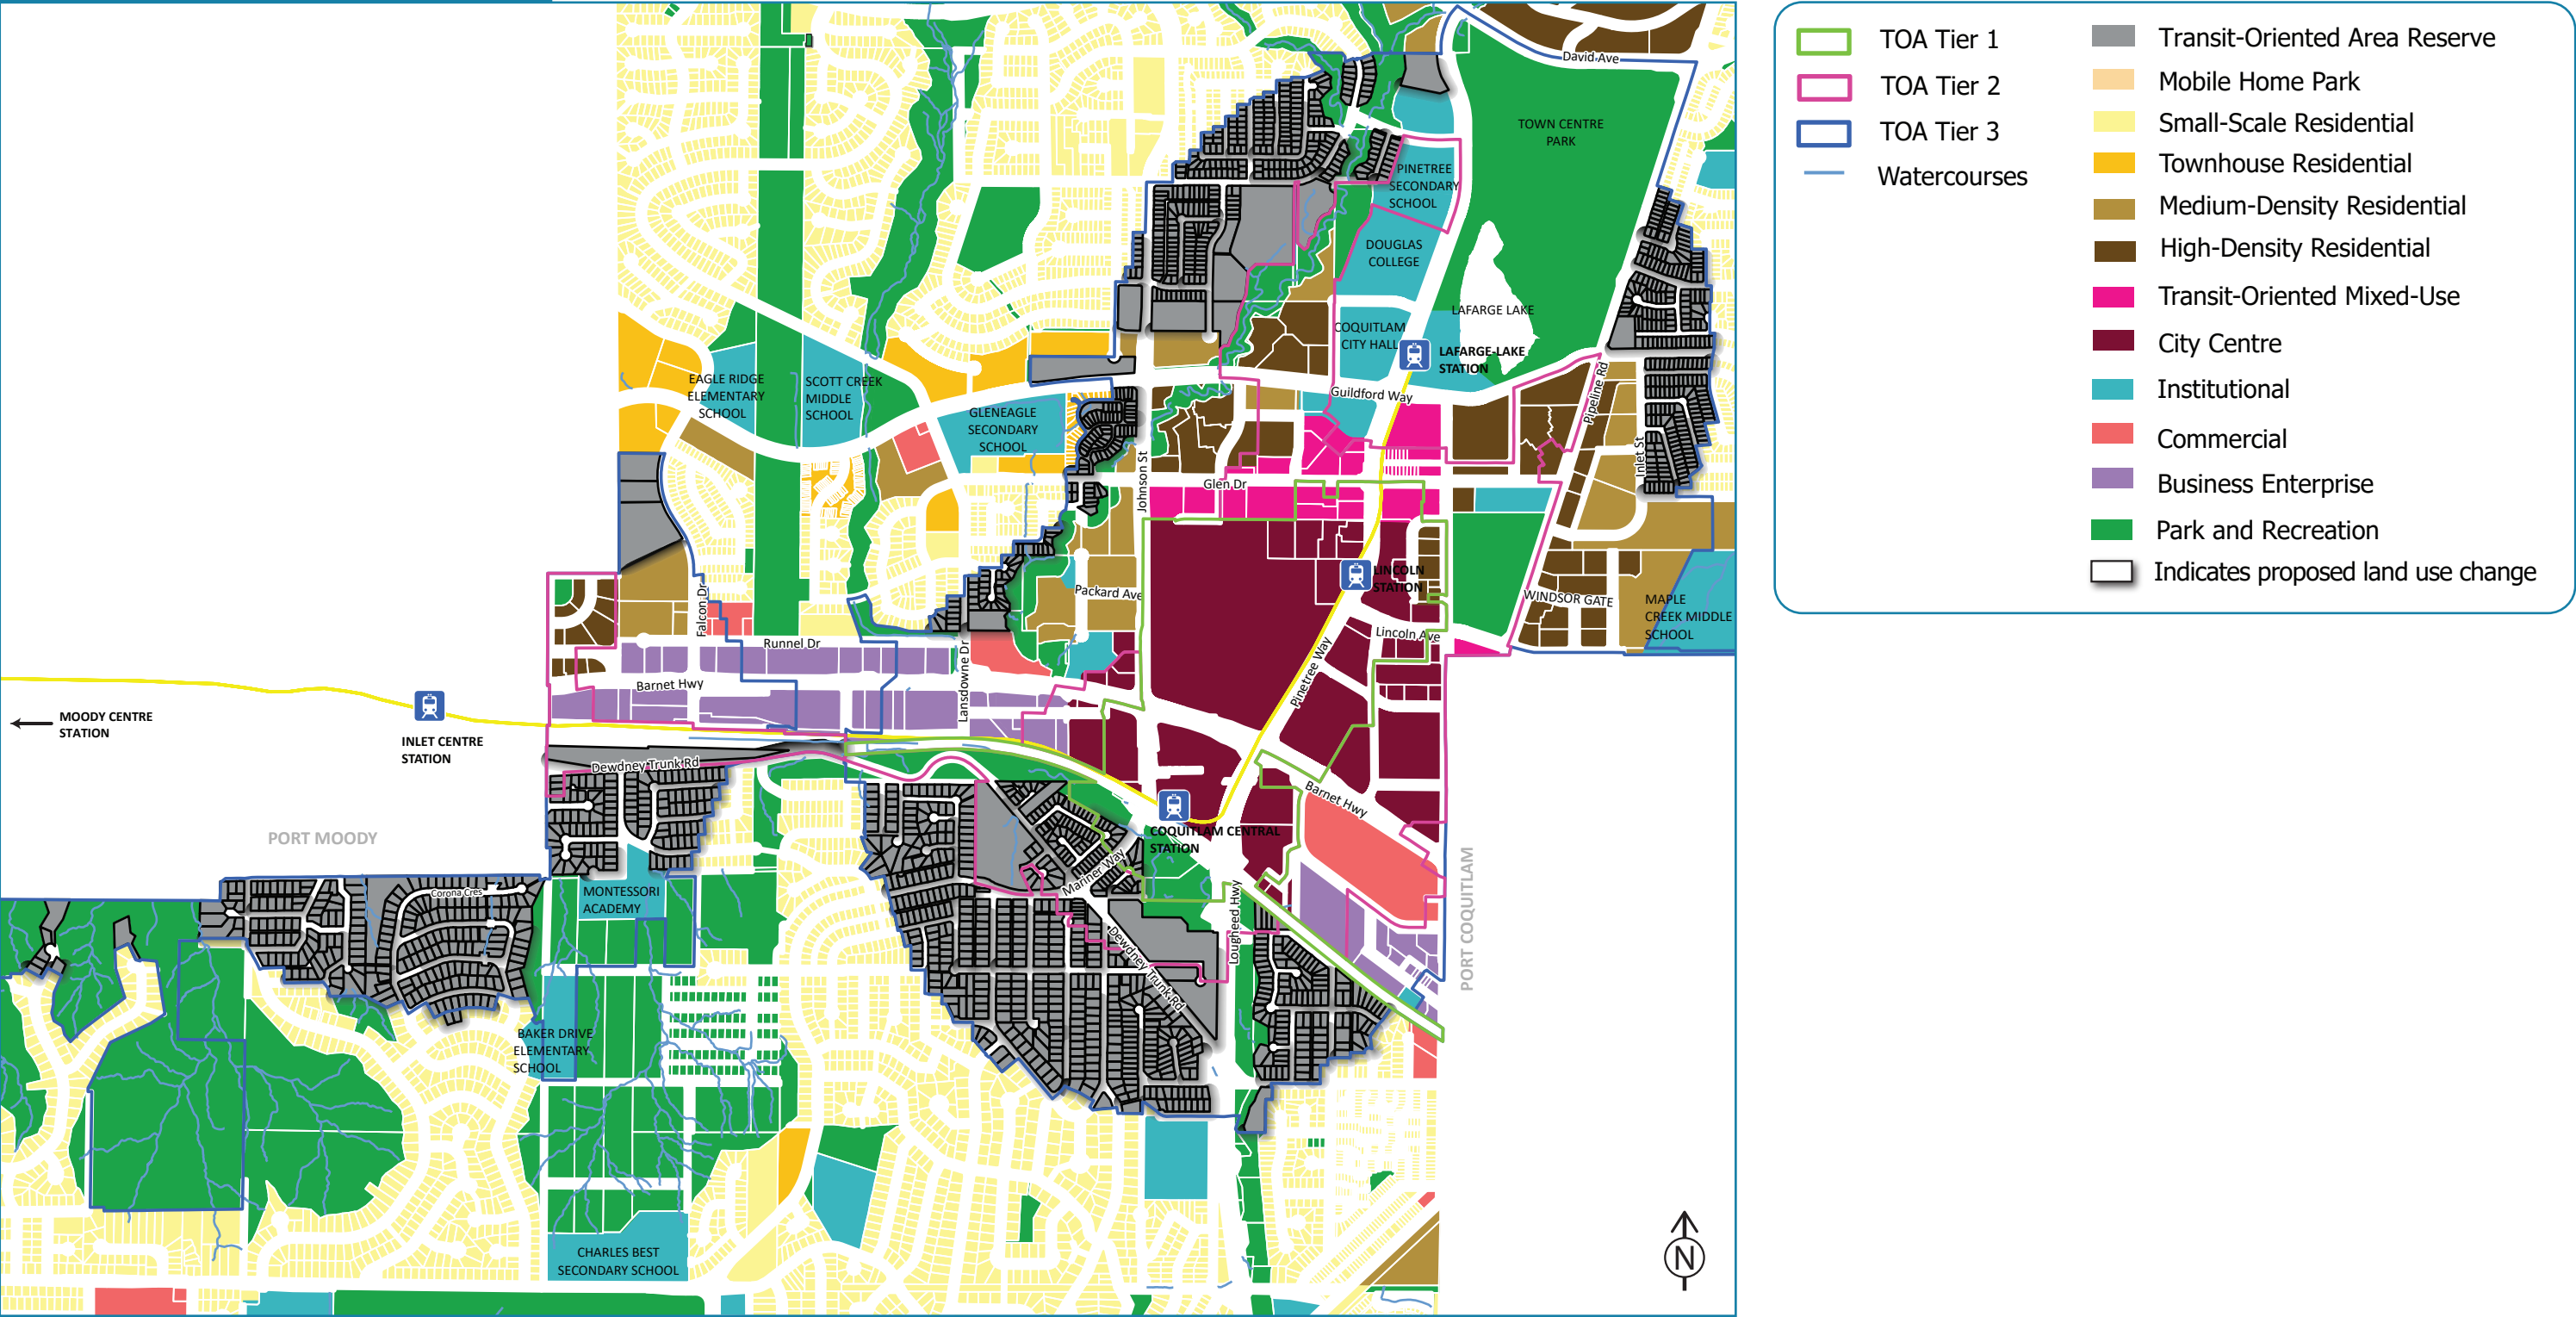 David Ave
TOWN CENTRE
PARK
PINETREE
SECONDARY
SCHOOL
DOUGLAS
COLLEGE
LAFARGE LAKE
COQUITLAM
CITY HALL
LAFARGE-LAKE
STATION
EAGLE RIDGE
ELEMENTARY
SCHOOL
SCOTT CREEK
MIDDLE
SCHOOL
GLENEAGLE
SECONDARY
SCHOOL
Guildford Way
Pipeline Rd
Inlet St
Johnson St
Glen Dr
LINCOLN
STATION
Packard Ave
WINDSOR GATE
MAPLE
CREEK MIDDLE
SCHOOL
Falcon Dr
Runnel Dr
Lincoln Ave
Lansdowne Dr
Pinetree Way
Barnet Hwy
MOODY CENTRE
STATION
INLET CENTRE
STATION
Dewdney Trunk Rd
Barnet Hwy
COQUITLAM CENTRAL
STATION
PORT MOODY
Mariner Way
Corona Cres
MONTESSORI
ACADEMY
Lougheed Hwy
PORT COQUITLAM
Dewdney Trunk Rd
BAKER DRIVE
ELEMENTARY
SCHOOL
CHARLES BEST
SECONDARY SCHOOL
N
TOA Tier 1
TOA Tier 2
TOA Tier 3
Watercourses
Transit-Oriented Area Reserve
Mobile Home Park
Small-Scale Residential
Townhouse Residential
Medium-Density Residential
High-Density Residential
Transit-Oriented Mixed-Use
City Centre
Institutional
Commercial
Business Enterprise
Park and Recreation
Indicates proposed land use change